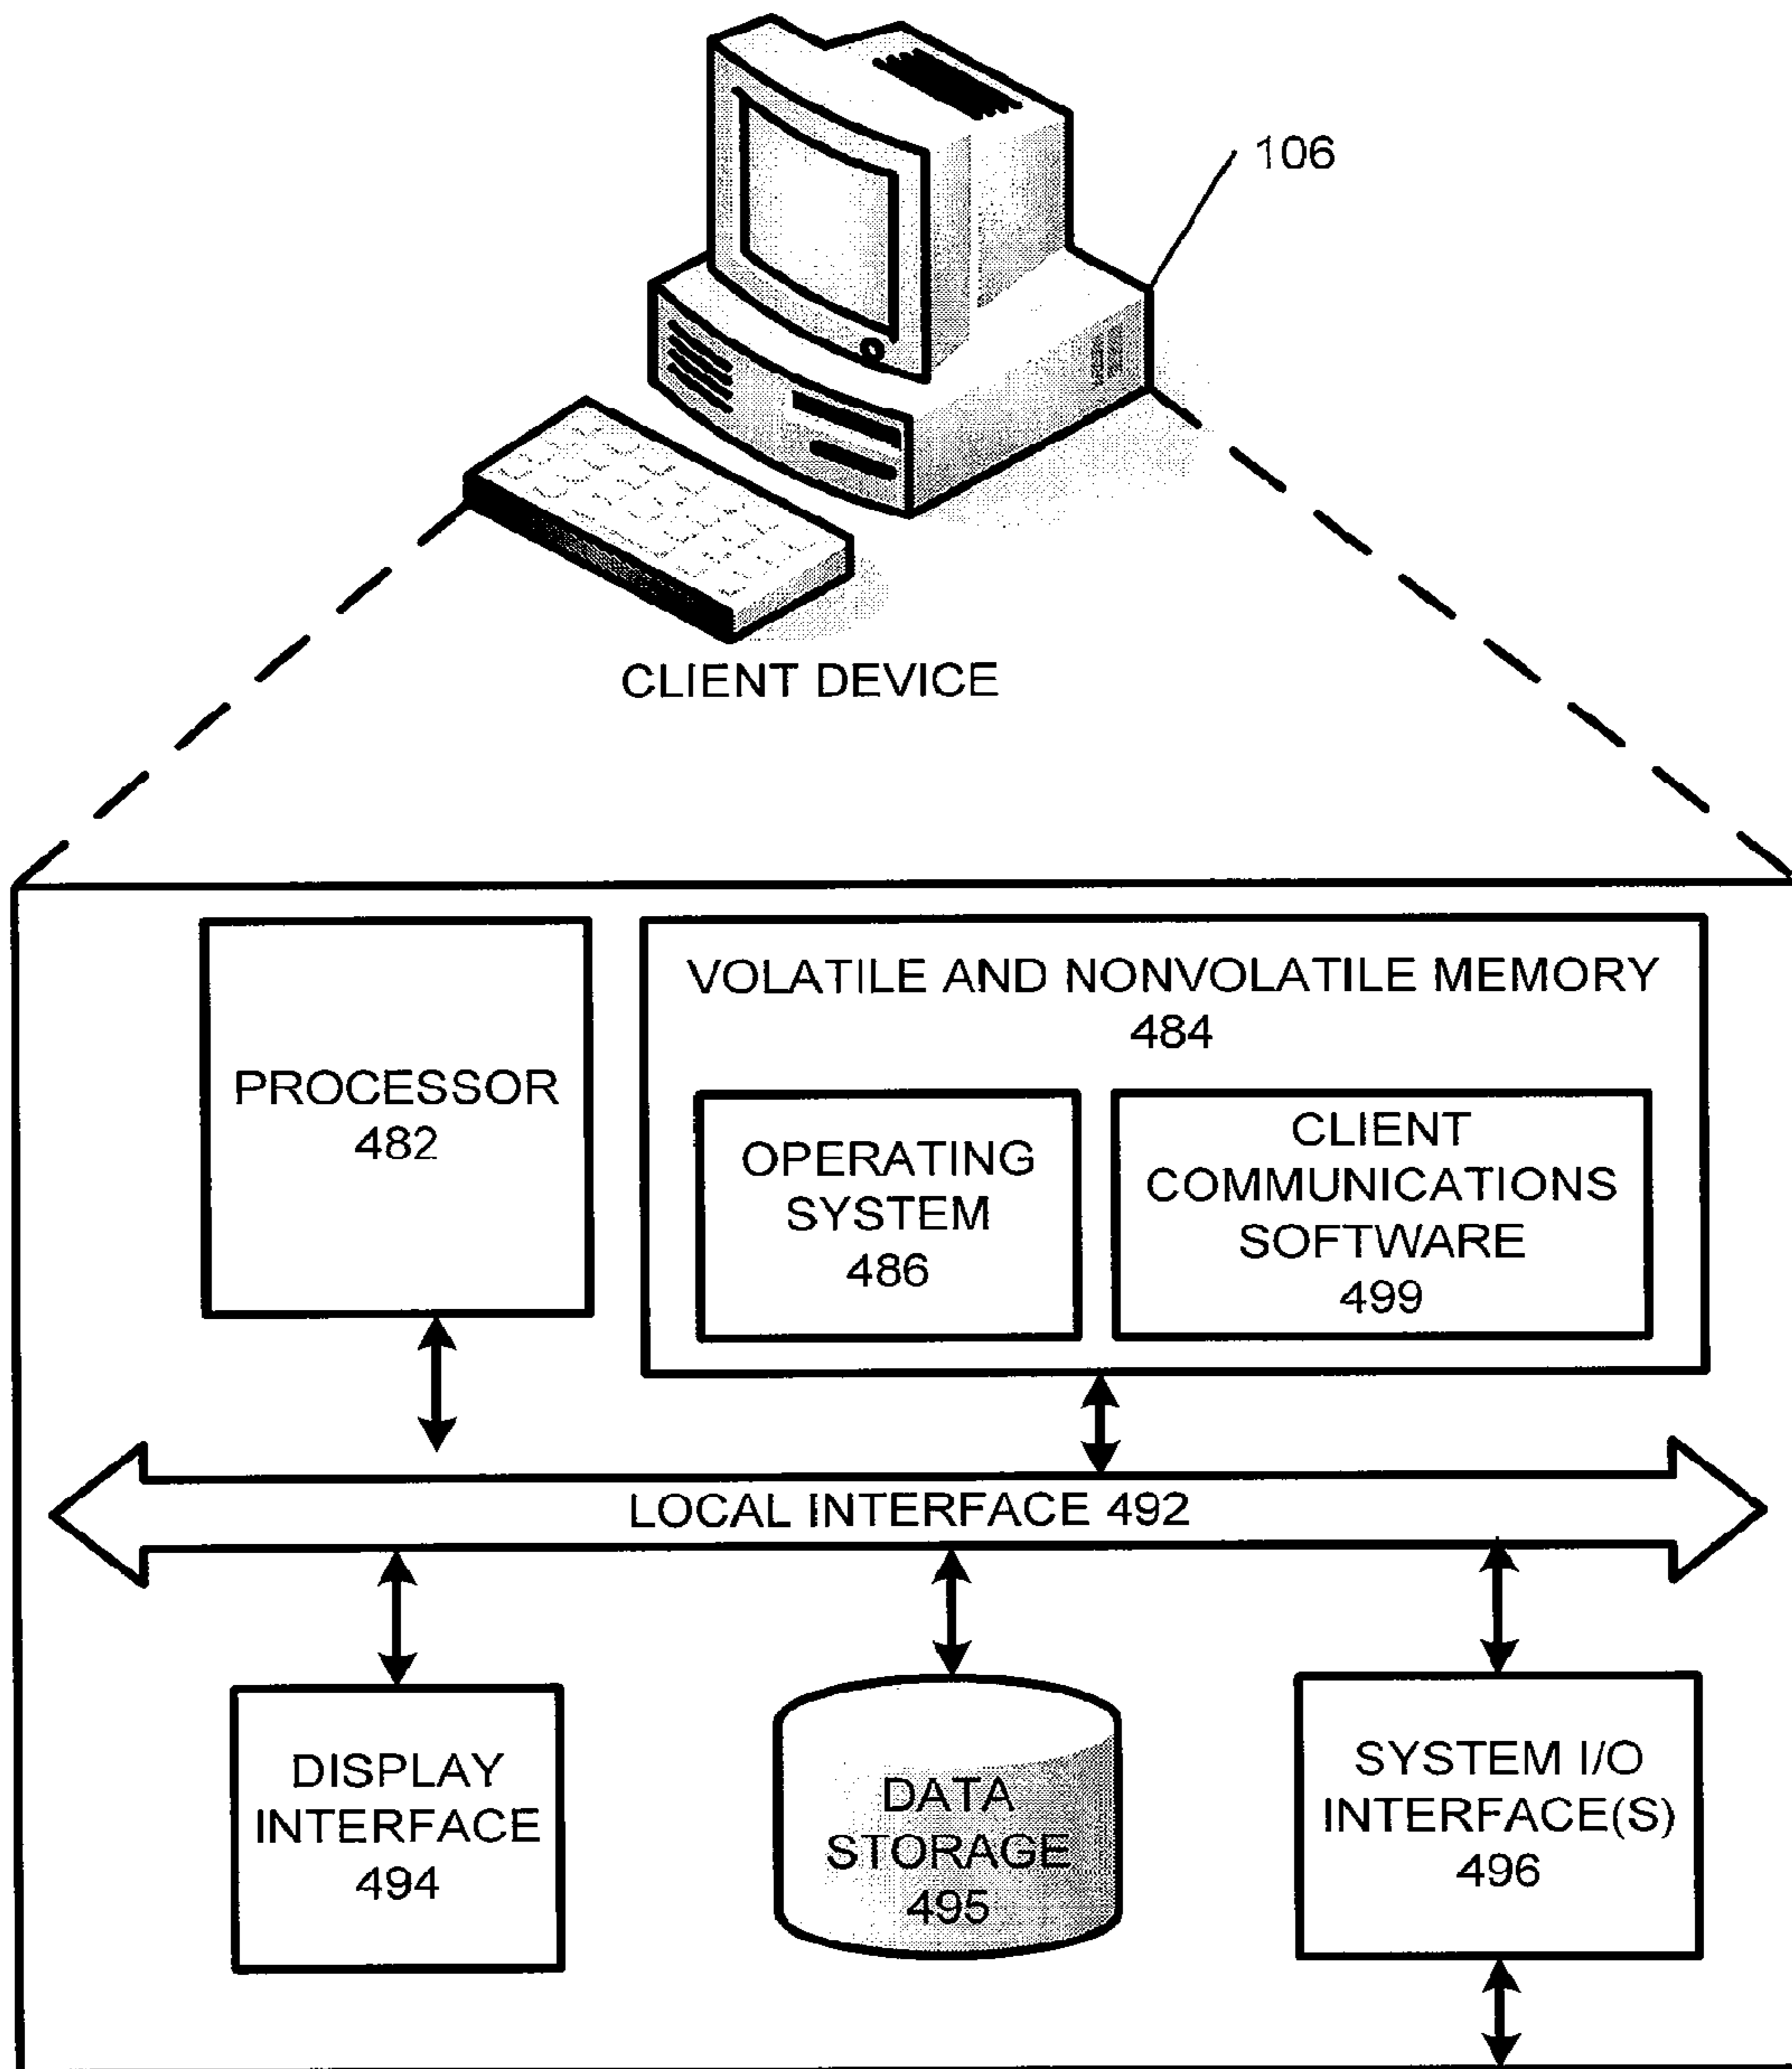 106
CLIENT DEVICE
VOLATILE AND NONVOLATILE MEMORY
484
PROCESSOR
482
OPERATING
SYSTEM
486
CLIENT
COMMUNICATIONS
SOFTWARE
499
LOCAL INTERFACE 492
DISPLAY
INTERFACE
494
DATA
STORAGE
495
SYSTEM I/O
INTERFACE(S)
496